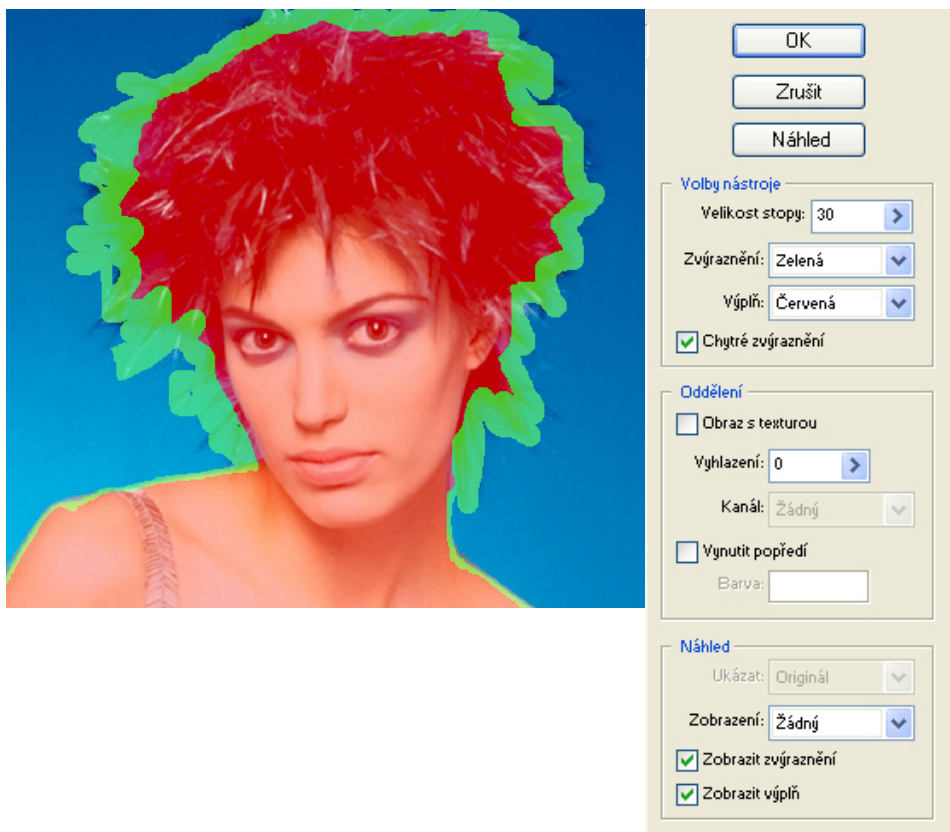 OK
Zrušit
Náhled
Volby nástroje
Velikost stopy: 30
Zvýraznění: Zelená
Výplň: Červená
Chytré zvýraznění
Oddělení
Obraz s texturou
Vyhlazení: 0
Kanál: Žádný
Vynutit popředí
Barva:
Náhled
Ukázat: Originál
Zobrazení: Žádný
Zobrazit zvýraznění
Zobrazit výplň